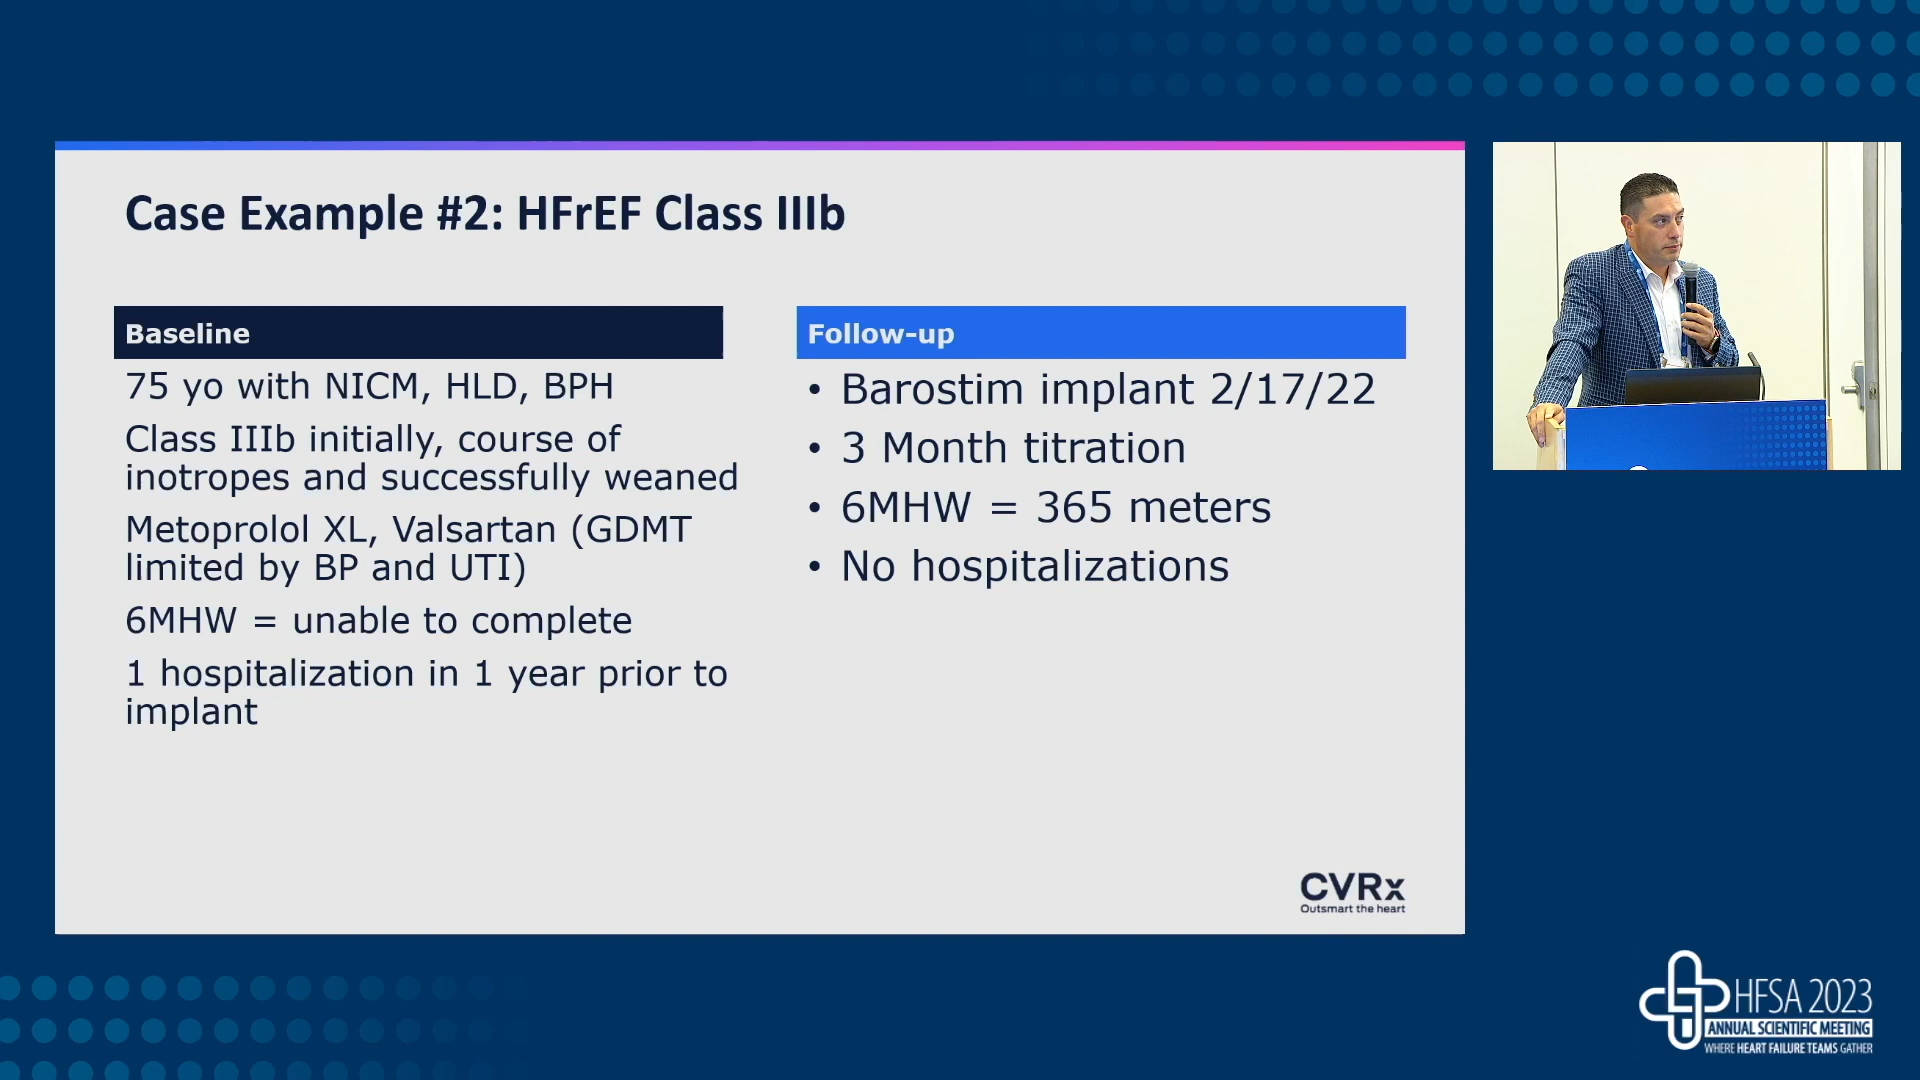 Case Example #2: HFrEF Class IIIb
Baseline
75 yo with NICM, HLD, BPH
Class IIIb initially, course of
inotropes and successfully weaned
Metoprolol XL, Valsartan (GDMT
limited by BP and UTI)
6MHW = unable to complete
1 hospitalization in 1 year prior to
implant
Follow-up
• Barostim implant 2/17/22
• 3 Month titration
• 6MHW = 365 meters
• No hospitalizations
CVRx
Outsmart the heart
HFSA 2023
ANNUAL SCIENTIFIC MEETING
WHERE HEART FAILURE TEAMS GATHER